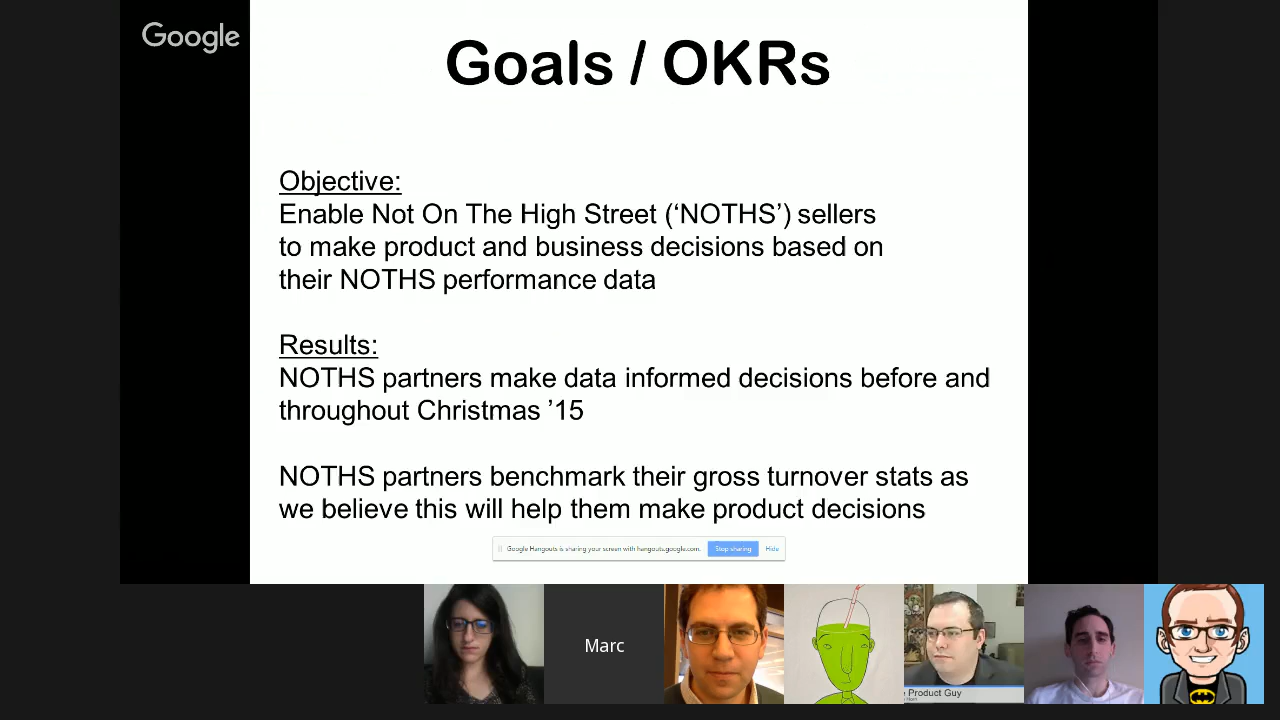 Google
Goals / OKRs
Objective:
Enable Not On The High Street (‘NOTHS’) sellers
to make product and business decisions based on
their NOTHS performance data
Results:
NOTHS partners make data informed decisions before and
throughout Christmas ’15
NOTHS partners benchmark their gross turnover stats as
we believe this will help them make product decisions
Google Hangouts is sharing your screen with hangouts.google.com. Stop sharing Hide
Marc
Product Guy